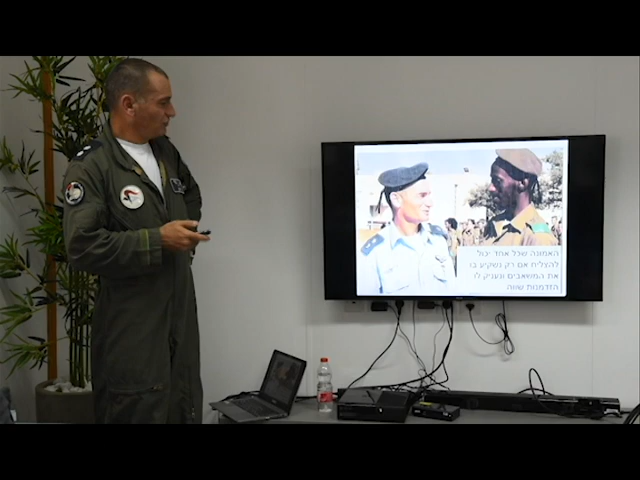 האמונה שכל אחד יכול
להצליח אם רק נשקיע בו
את המשאבים ונעניק לו
הזדמנות שווה